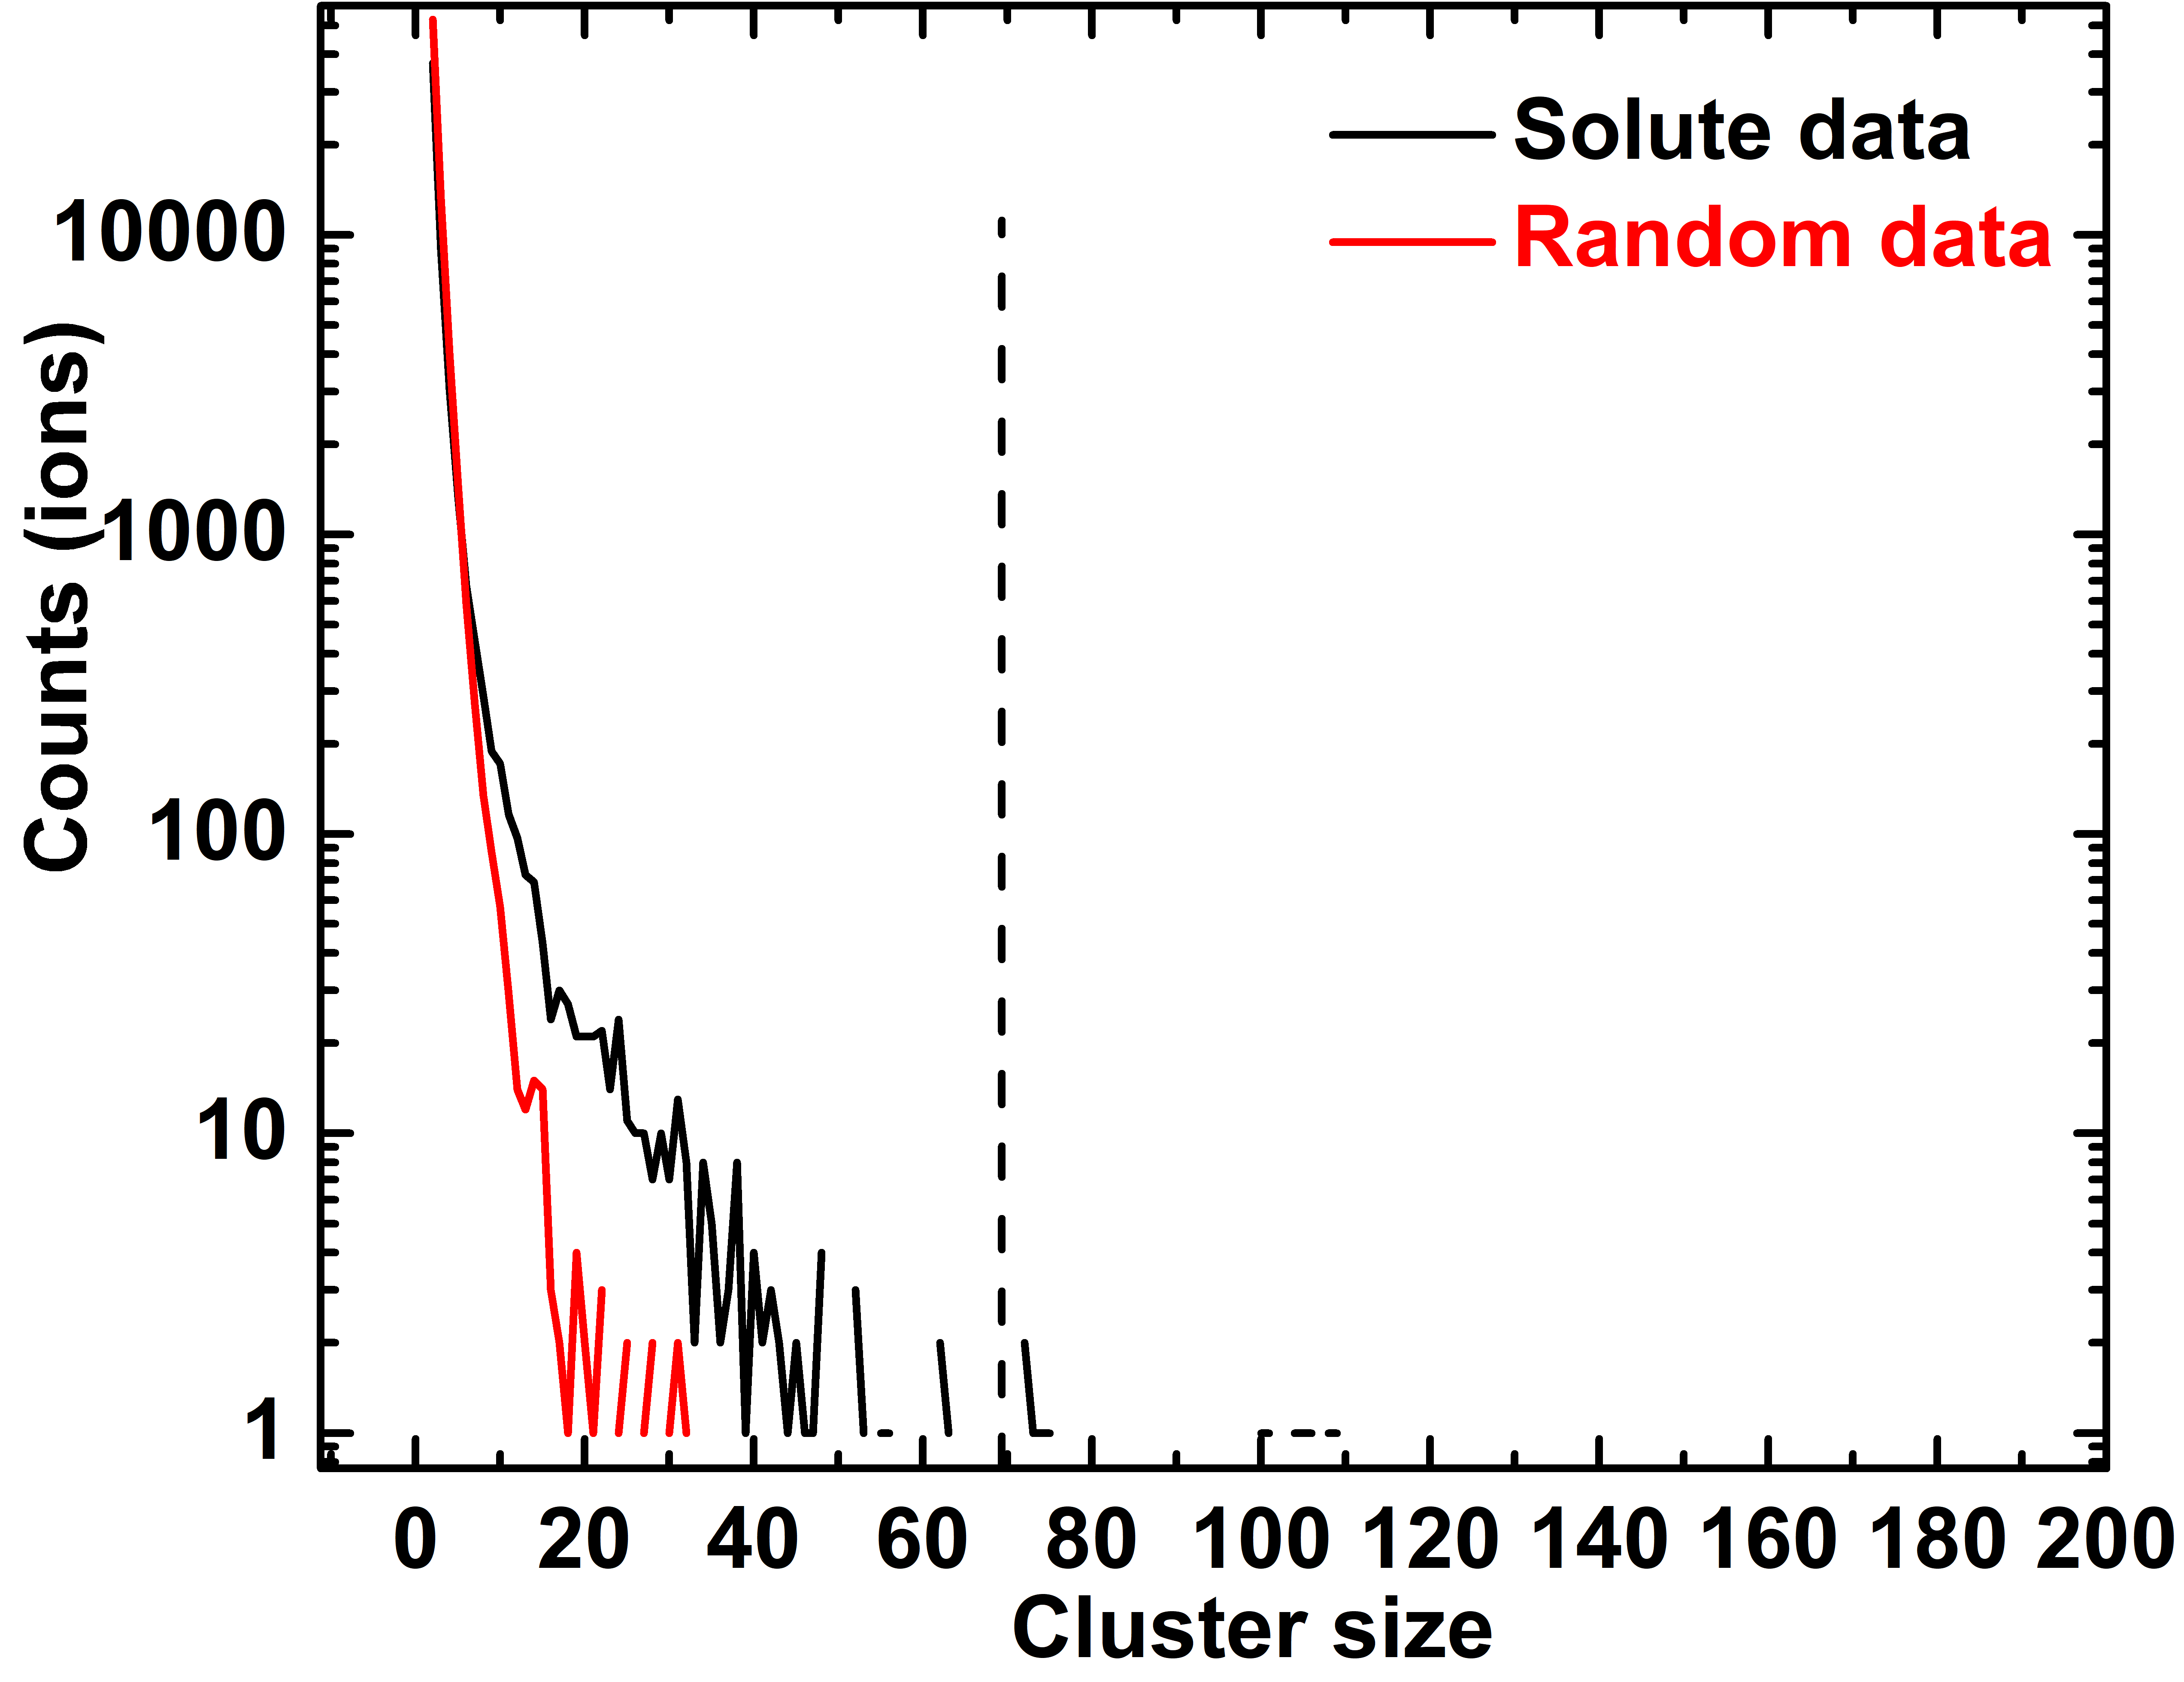 Solute data
Random data
10000
1000
100
10
1
Counts (ions)
0 20 40 60 80 100 120 140 160 180 200
Cluster size